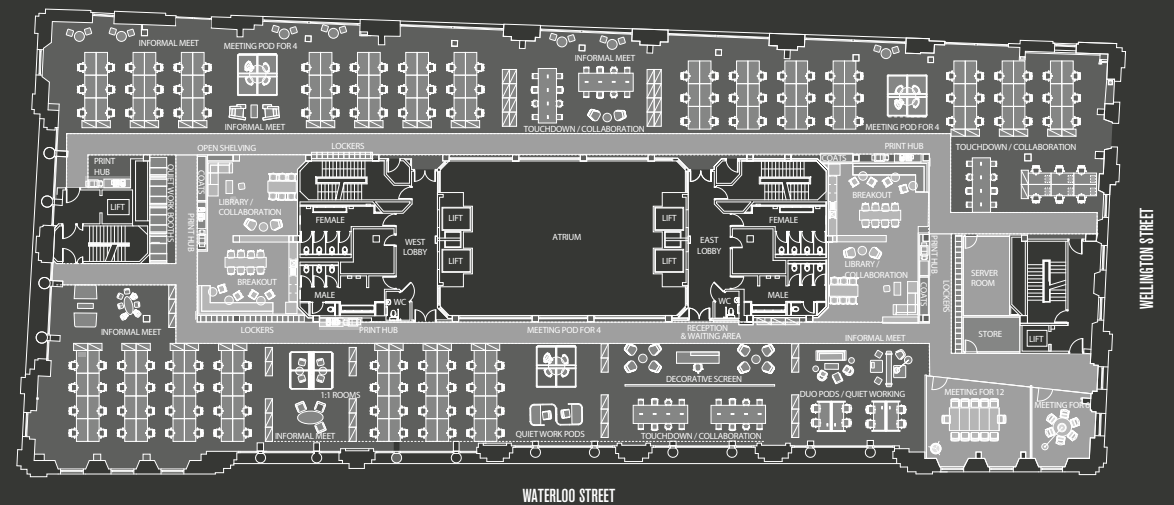 INFORMAL MEET
MEETING POD FOR 4
INFORMAL MEET
INFORMAL MEET
TOUCHDOWN / COLLABORATION
MEETING POD FOR 4
OPEN SHELVING
LOCKERS
PRINT HUB
TOUCHDOWN / COLLABORATION
PRINT
HUB
LIFT
QUIET WORK BOOTHS
COATS
PRINT HUB
LIBRARY /
COLLABORATION
BREAKOUT
FEMALE
MALE
WC
WEST
LOBBY
LIFT
LIFT
ATRIUM
LIFT
LIFT
EAST
LOBBY
FEMALE
MALE
WC
COATS
BREAKOUT
LIBRARY /
COLLABORATION
PRINT HUB
COATS
LOCKERS
SERVER
ROOM
STORE
LIFT
INFORMAL MEET
LOCKERS
PRINT HUB
MEETING POD FOR 4
RECEPTION
& WAITING AREA
INFORMAL MEET
1:1 ROOMS
INFORMAL MEET
QUIET WORK PODS
DECORATIVE SCREEN
TOUCHDOWN / COLLABORATION
DUO PODS / QUIET WORKING
MEETING FOR 12
MEETING FOR
WATERLOO STREET
WELLINGTON STREET